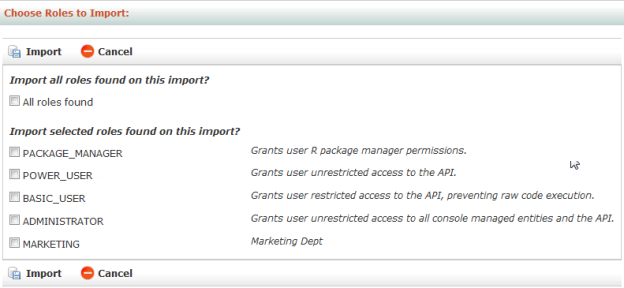 Choose Roles to Import:
Import Cancel
Import all roles found on this import?
All roles found
Import selected roles found on this import?
PACKAGE_MANAGER Grants user R package manager permissions.
POWER_USER Grants user unrestricted access to the API.
BASIC_USER Grants user restricted access to the API, preventing raw code execution.
ADMINISTRATOR Grants user unrestricted access to all console managed entities and the API.
MARKETING Marketing Dept
Import Cancel